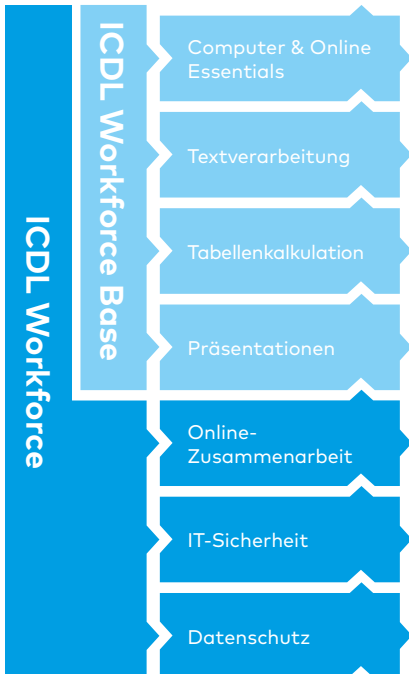 ICDL Workforce
ICDL Workforce Base
Computer & Online
Essentials
Textverarbeitung
Tabellenkalkulation
Präsentationen
Online-
Zusammenarbeit
IT-Sicherheit
Datenschutz